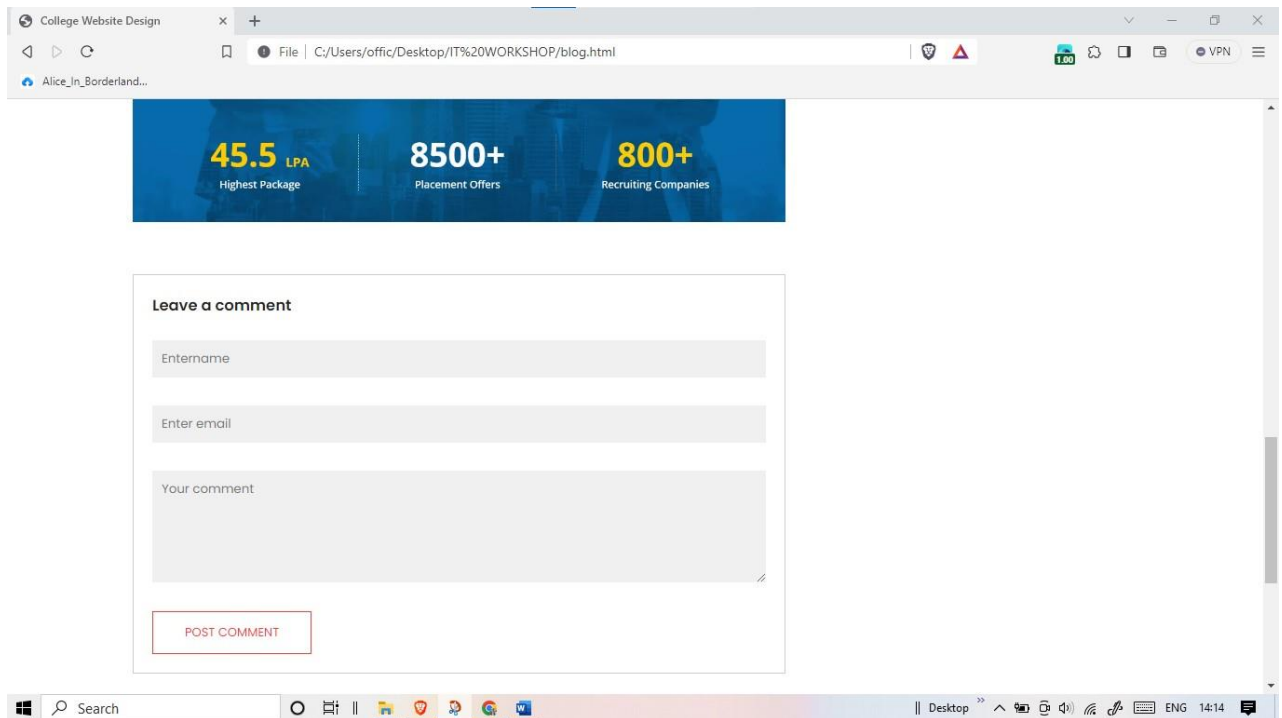 College Website Design
File C:/Users/offic/Desktop/IT%20WORKSHOP/blog.html
1.00
VPN
Alice_In_Borderland...
45.5 LPA 8500+ 800+
Highest Package Placement Offers Recruiting Companies
Leave a comment
Entername
Enter email
Your comment
POST COMMENT
Search
Desktop
ENG 14:14